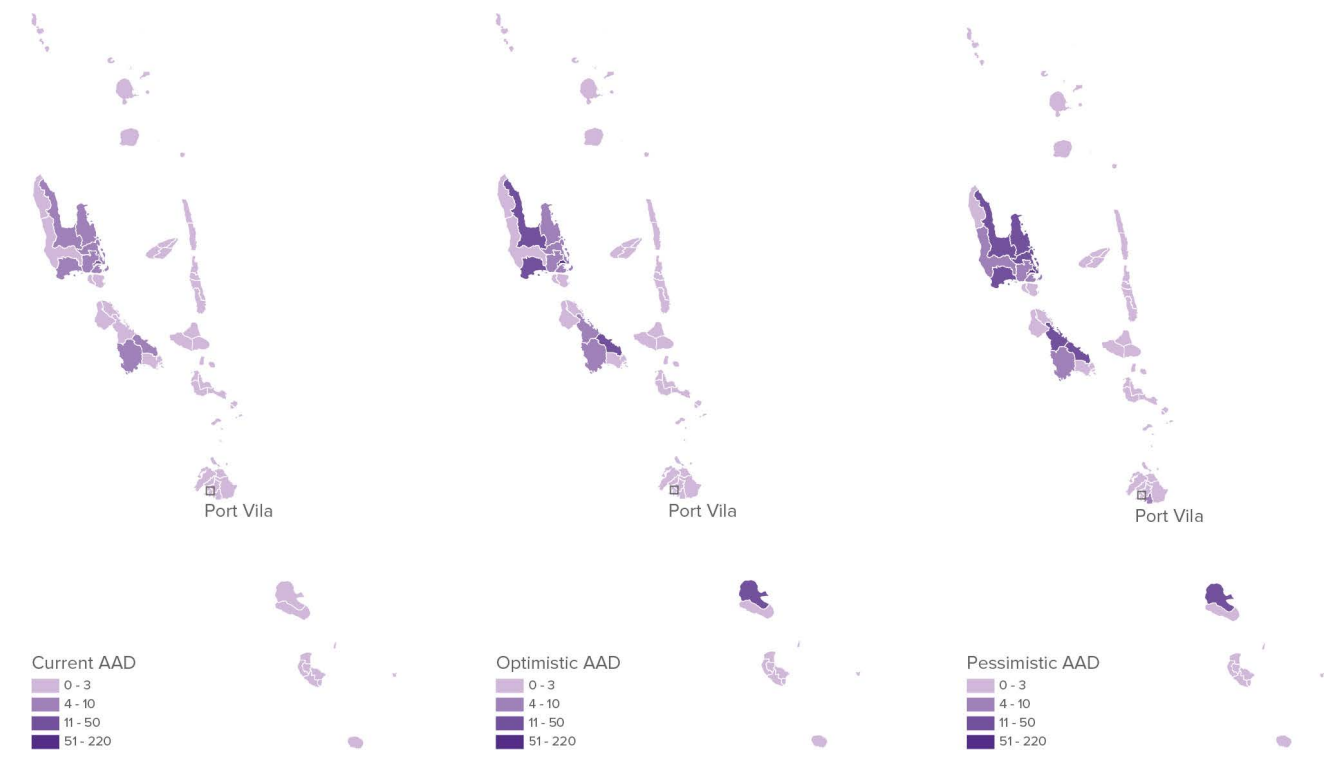 Port Vila
Port Vila
Port Vila
Current AAD
0 - 3
4 - 10
11 - 50
51 - 220
Optimistic AAD
0 - 3
4 - 10
11 - 50
51 - 220
Pessimistic AAD
0 - 3
4 - 10
11 - 50
51 - 220